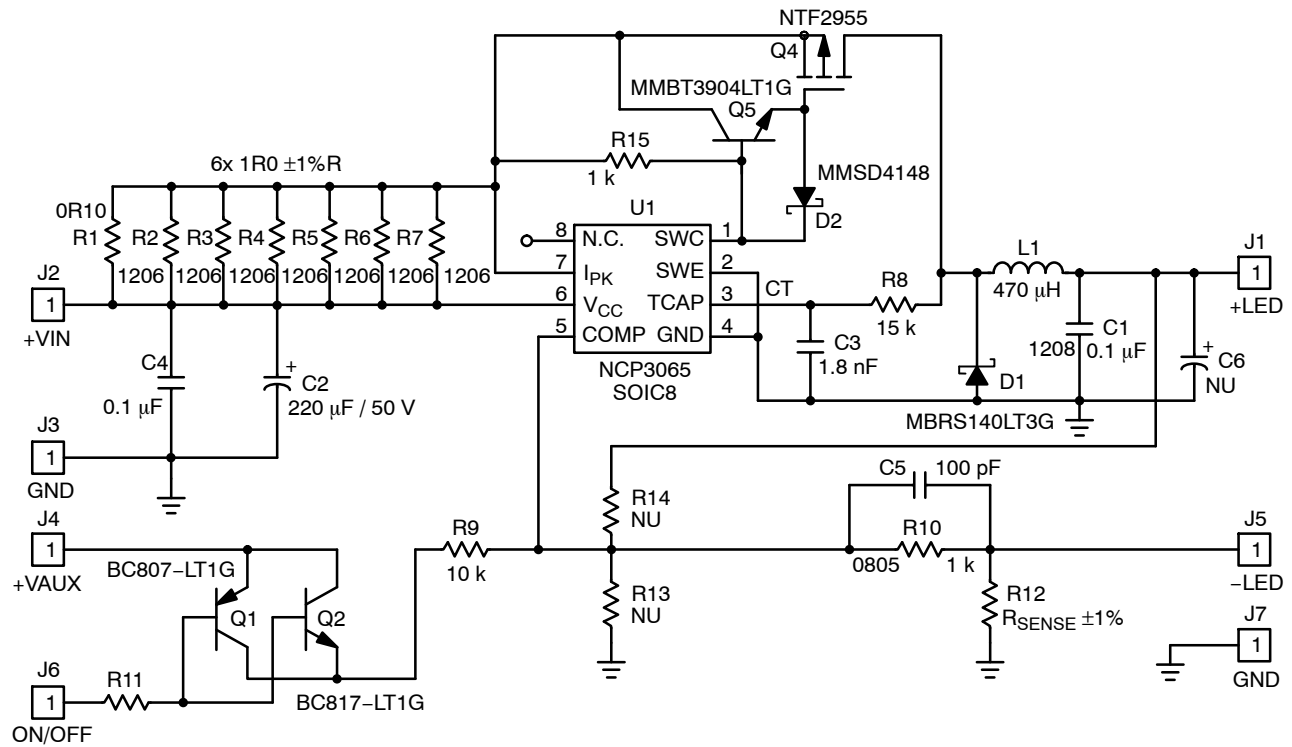 NTF2955
Q4
MMBT3904LT1G
Q5
R15
1 k
MMSD4148
D2
6x 1R0 ±1%R
0R10
R1
R2
R3
R4
R5
R6
R7
1206
1206
1206
1206
1206
1206
1206
U1
8
N.C.
SWC
1
7
IPK
SWE
2
6
VCC
TCAP
3
5
COMP
GND
4
NCP3065
SOIC8
CT
R8
15 k
C3
1.8 nF
L1
470 μH
D1
MBRS140LT3G
C1
1208
0.1 μF
+
C6
NU
J1
1
+LED
J2
1
+VIN
C4
0.1 μF
+
C2
220 μF / 50 V
J3
1
GND
J4
1
+VAUX
BC807–LT1G
Q1
Q2
R9
10 k
R14
NU
R13
NU
C5
100 pF
R10
0805
1 k
R12
RSENSE ±1%
J5
1
–LED
J7
1
GND
J6
1
ON/OFF
R11
BC817–LT1G